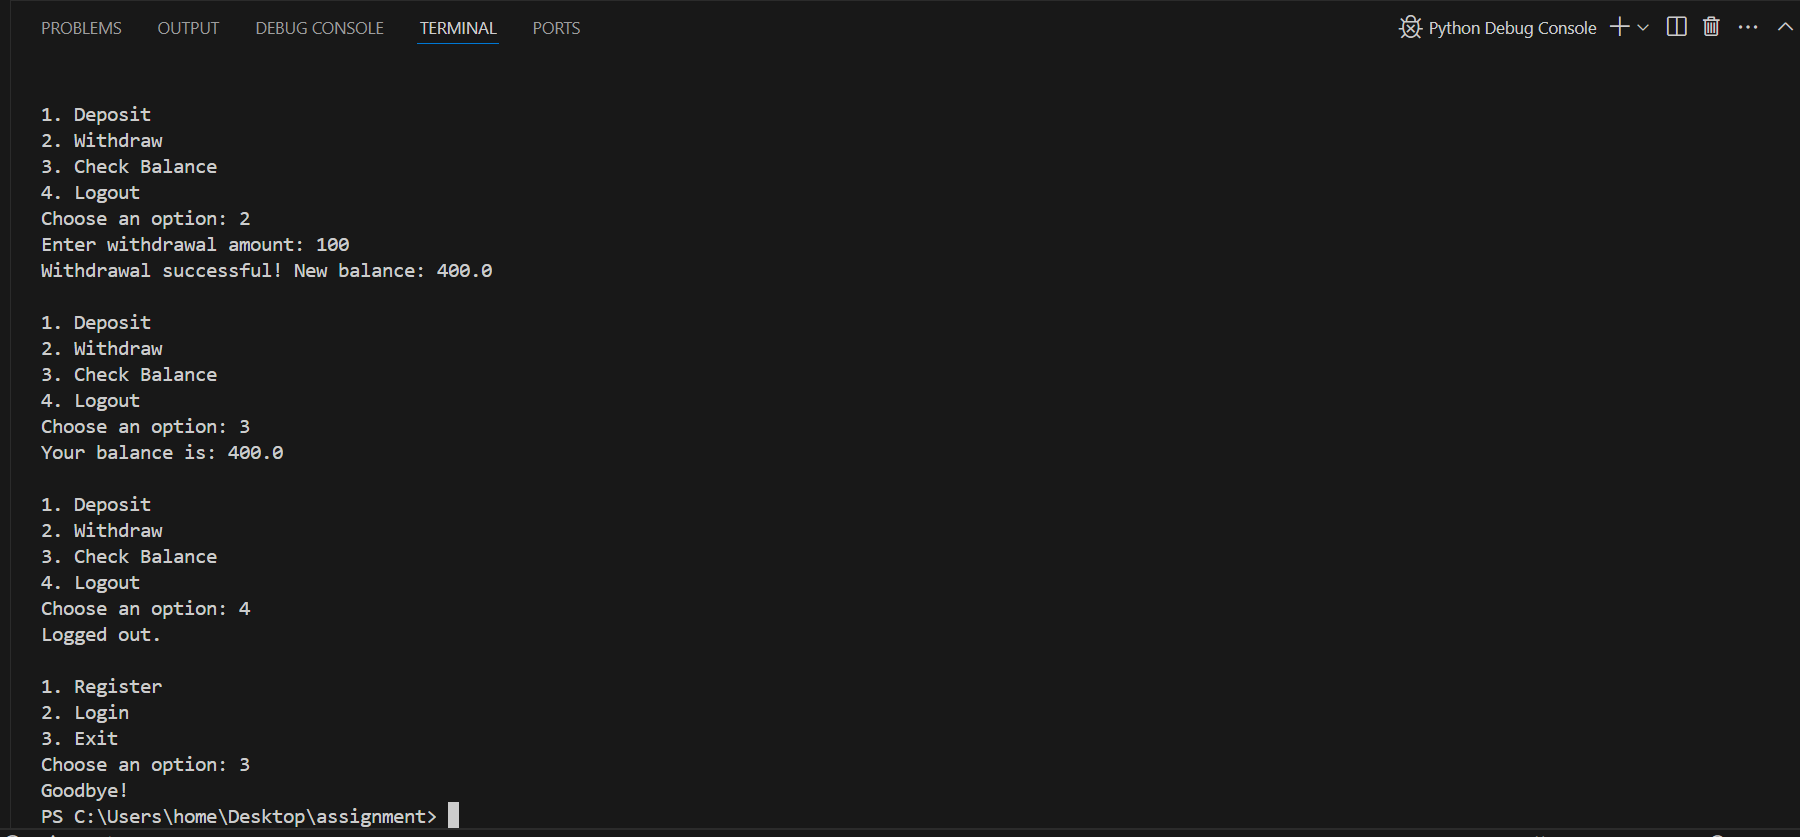 PROBLEMS OUTPUT DEBUG CONSOLE TERMINAL PORTS Python Debug Console
1. Deposit
2. Withdraw
3. Check Balance
4. Logout
Choose an option: 2
Enter withdrawal amount: 100
Withdrawal successful! New balance: 400.0
1. Deposit
2. Withdraw
3. Check Balance
4. Logout
Choose an option: 3
Your balance is: 400.0
1. Deposit
2. Withdraw
3. Check Balance
4. Logout
Choose an option: 4
Logged out.
1. Register
2. Login
3. Exit
Choose an option: 3
Goodbye!
PS C:\Users\home\Desktop\assignment>